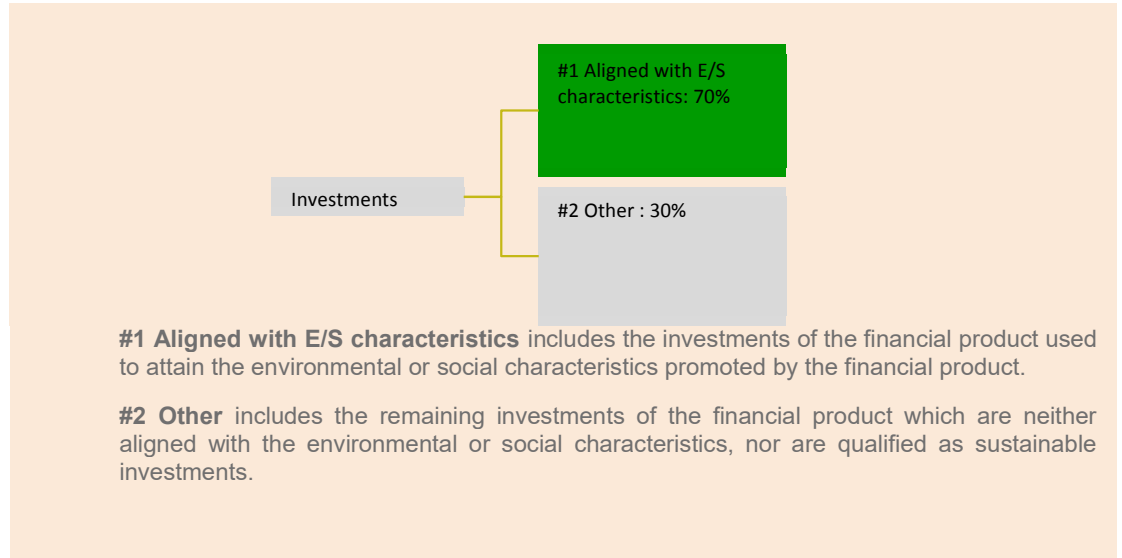 #1 Aligned with E/S
characteristics: 70%
Investments
#2 Other : 30%
#1 Aligned with E/S characteristics includes the investments of the financial product used
to attain the environmental or social characteristics promoted by the financial product.
#2 Other includes the remaining investments of the financial product which are neither
aligned with the environmental or social characteristics, nor are qualified as sustainable
investments.